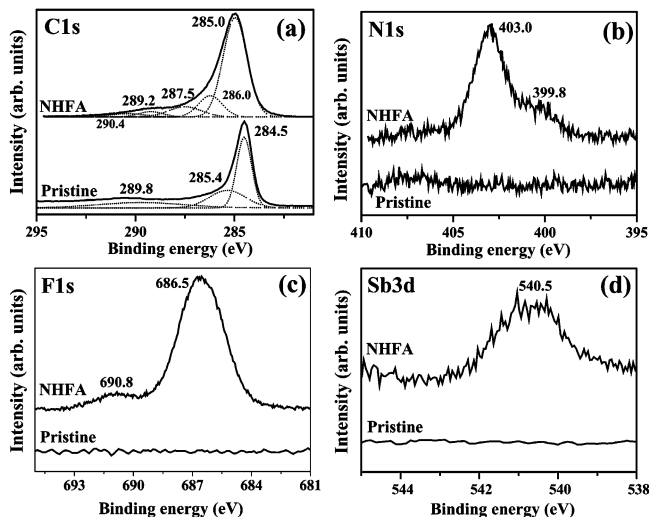 C1s
285.0
(a)
289.2
287.5
286.0
NHFA
290.4
284.5
285.4
289.8
Pristine
295
290
285
Binding energy (eV)
Intensity (arb. units)
N1s
403.0
(b)
399.8
NHFA
Pristine
410
405
400
395
Binding energy (eV)
Intensity (arb. units)
F1s
686.5
(c)
NHFA
690.8
Pristine
693
690
687
684
681
Binding energy (eV)
Intensity (arb. units)
Sb3d
540.5
(d)
NHFA
Pristine
544
542
540
538
Binding energy (eV)
Intensity (arb. units)